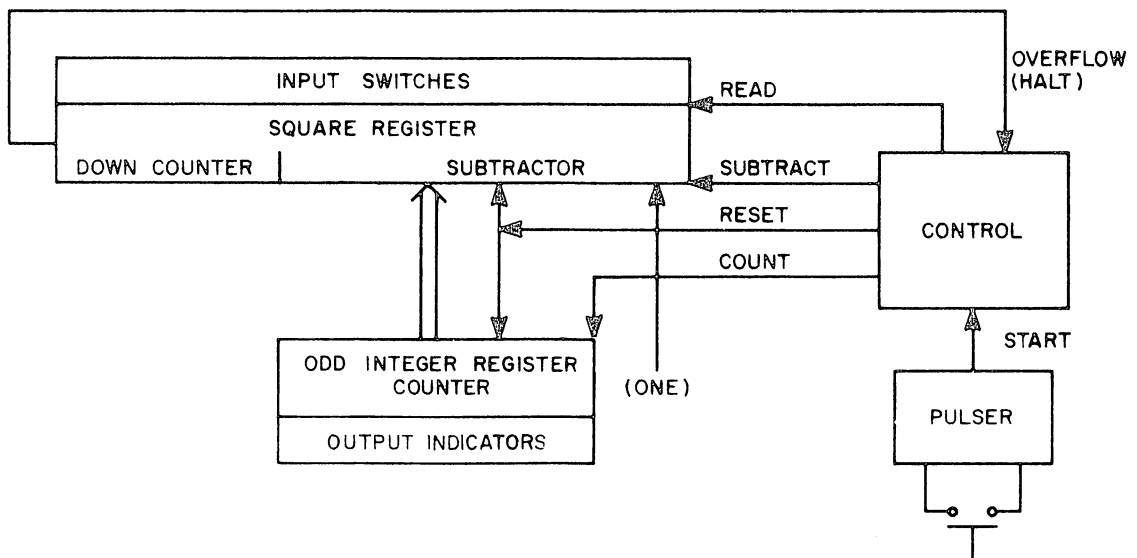 OVERFLOW
(HALT)
INPUT SWITCHES
READ
SQUARE REGISTER
DOWN COUNTER
SUBTRACTOR
SUBTRACT
RESET
CONTROL
COUNT
START
ODD INTEGER REGISTER
COUNTER
(ONE)
PULSER
OUTPUT INDICATORS